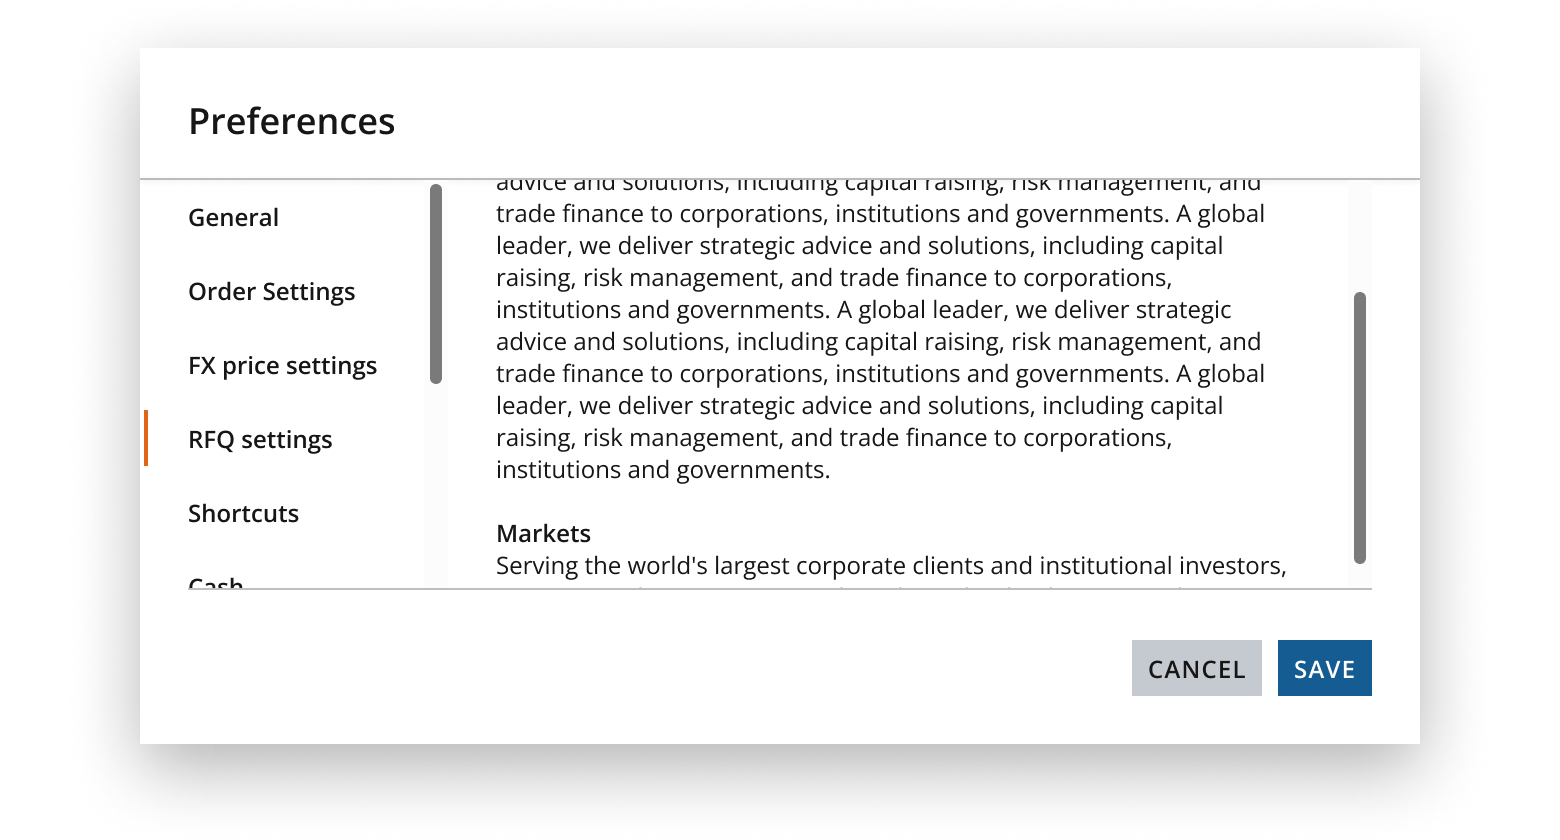 Preferences
General
Order Settings
FX price settings
RFQ settings
Shortcuts
Cash
advice and solutions, including capital raising, risk management, and
trade finance to corporations, institutions and governments. A global
leader, we deliver strategic advice and solutions, including capital
raising, risk management, and trade finance to corporations,
institutions and governments. A global leader, we deliver strategic
advice and solutions, including capital raising, risk management, and
trade finance to corporations, institutions and governments. A global
leader, we deliver strategic advice and solutions, including capital
raising, risk management, and trade finance to corporations,
institutions and governments.
Markets
Serving the world's largest corporate clients and institutional investors,
CANCEL
SAVE